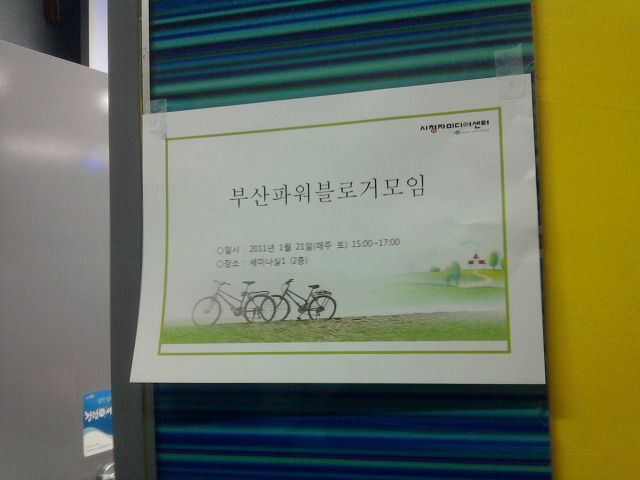 시청자미디어센터
부산파워블로거모임
○일시 : 2011년 1월 21일(매주 토) 15:00~17:00
○장소 : 세미나실1 (2층)